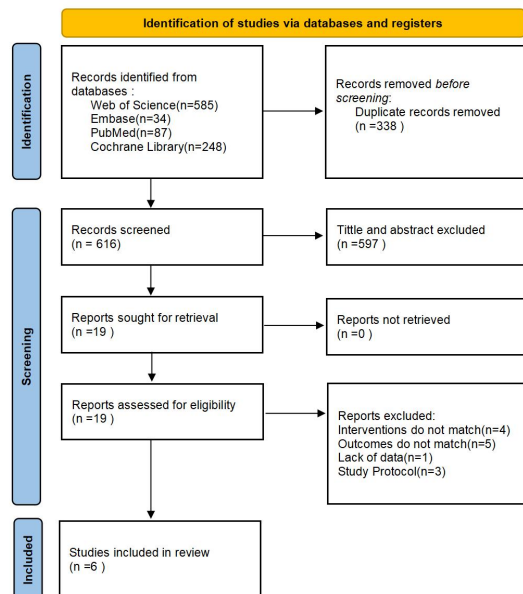 Identification of studies via databases and registers
Identification
Records identified from
databases :
Web of Science(n=585)
Embase(n=34)
PubMed(n=87)
Cochrane Library(n=248)
Records removed before
screening:
Duplicate records removed
(n =338 )
Screening
Records screened
(n = 616)
Tittle and abstract excluded
(n =597 )
Reports sought for retrieval
(n =19 )
Reports not retrieved
(n =0 )
Reports assessed for eligibility
(n =19 )
Reports excluded:
Interventions do not match(n=4)
Outcomes do not match(n=5)
Lack of data(n=1)
Study Protocol(n=3)
Included
Studies included in review
(n =6 )